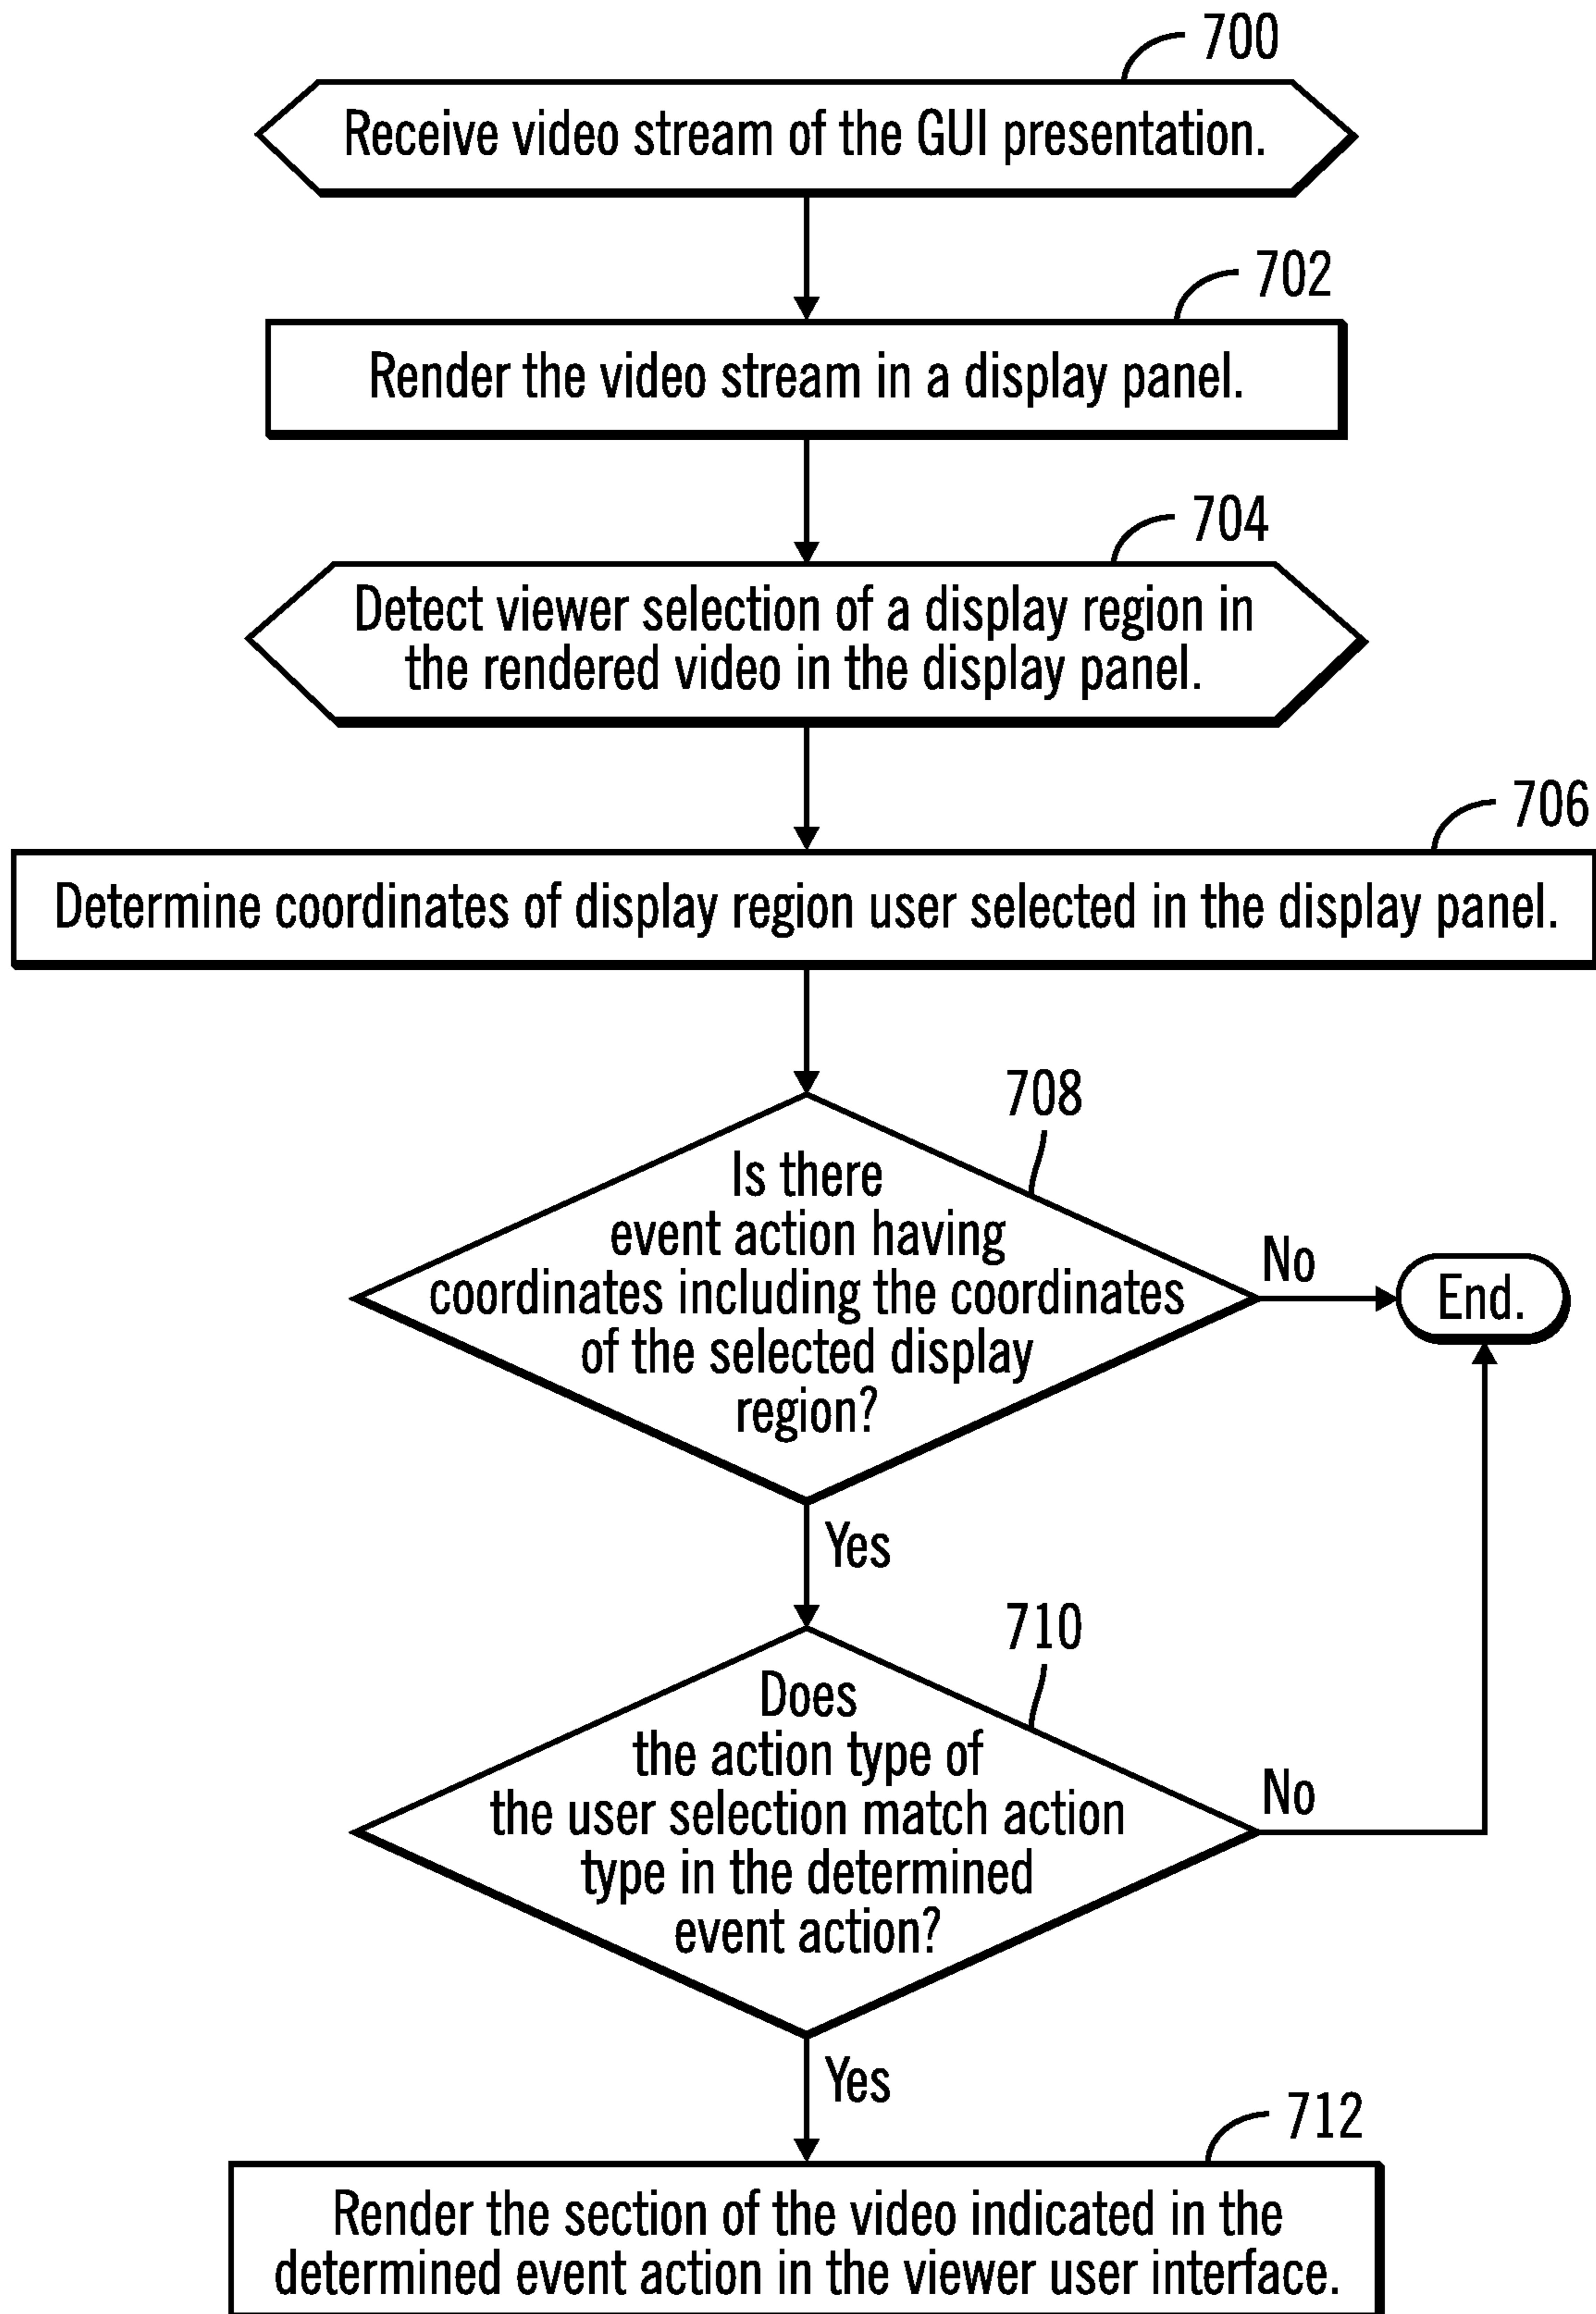 700
Receive video stream of the GUI presentation.
702
Render the video stream in a display panel.
704
Detect viewer selection of a display region in
the rendered video in the display panel.
706
Determine coordinates of display region user selected in the display panel.
708
Is there
event action having
coordinates including the coordinates
of the selected display
region?
No
End.
Yes
710
Does
the action type of
the user selection match action
type in the determined
event action?
No
Yes
712
Render the section of the video indicated in the
determined event action in the viewer user interface.